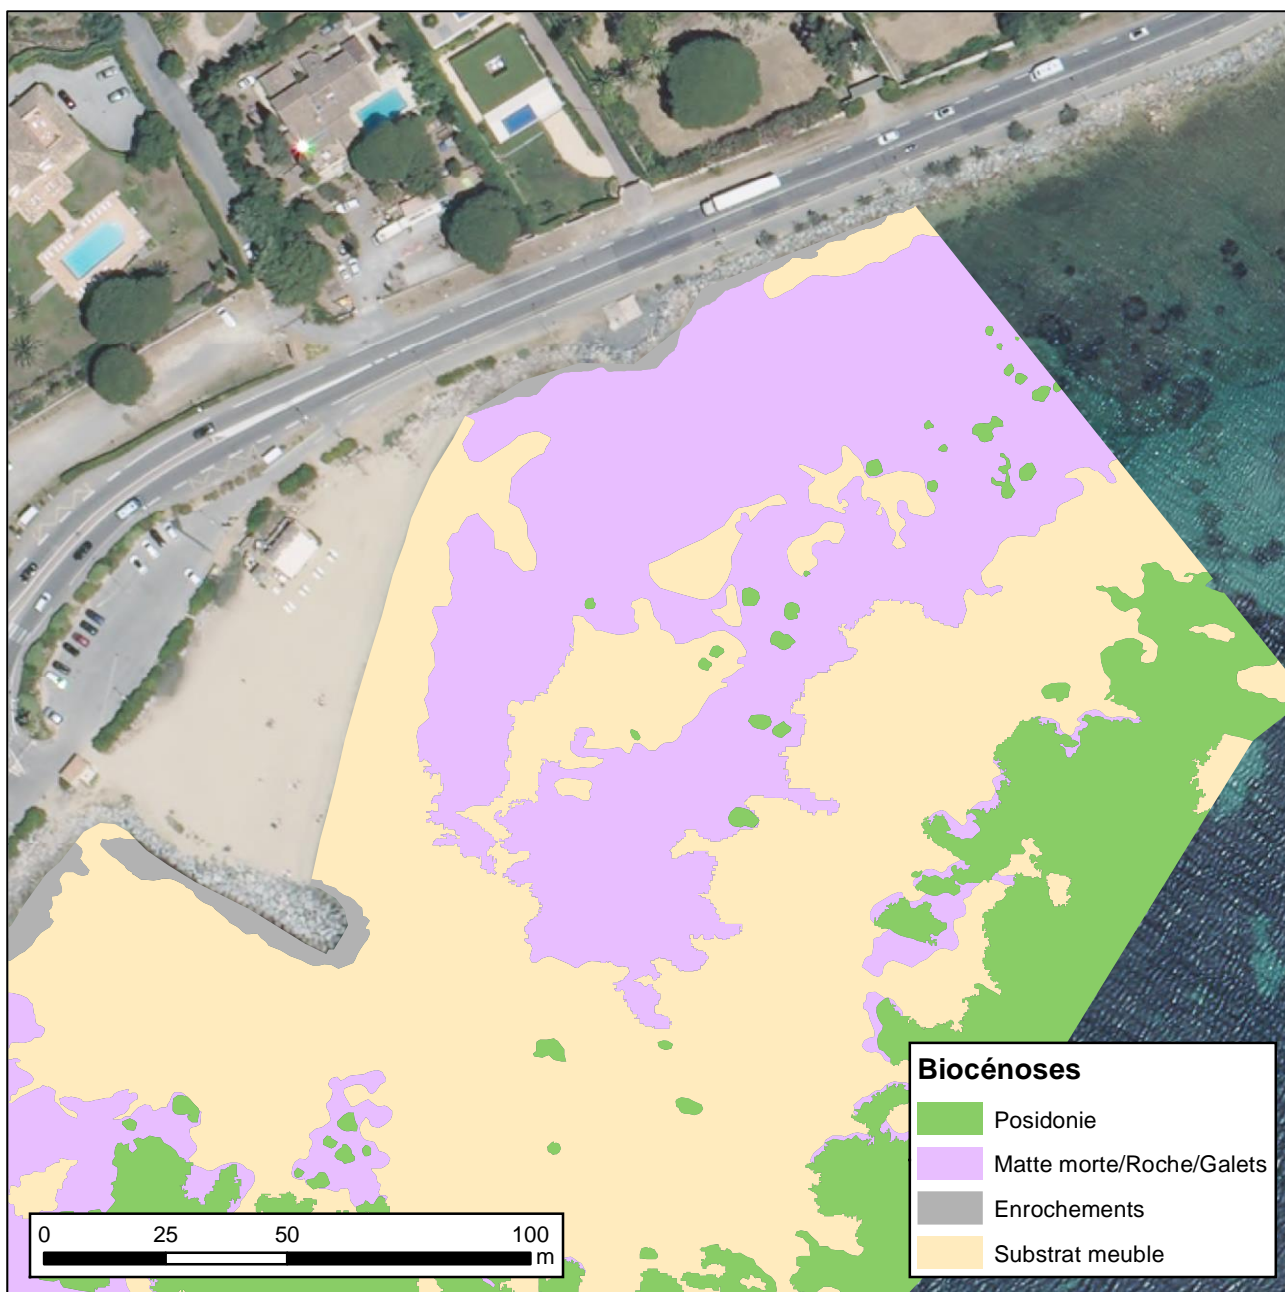 Biocénoses
Posidonie
Matte morte/Roche/Galets
Enrochements
Substrat meuble
0 25 50 100
m